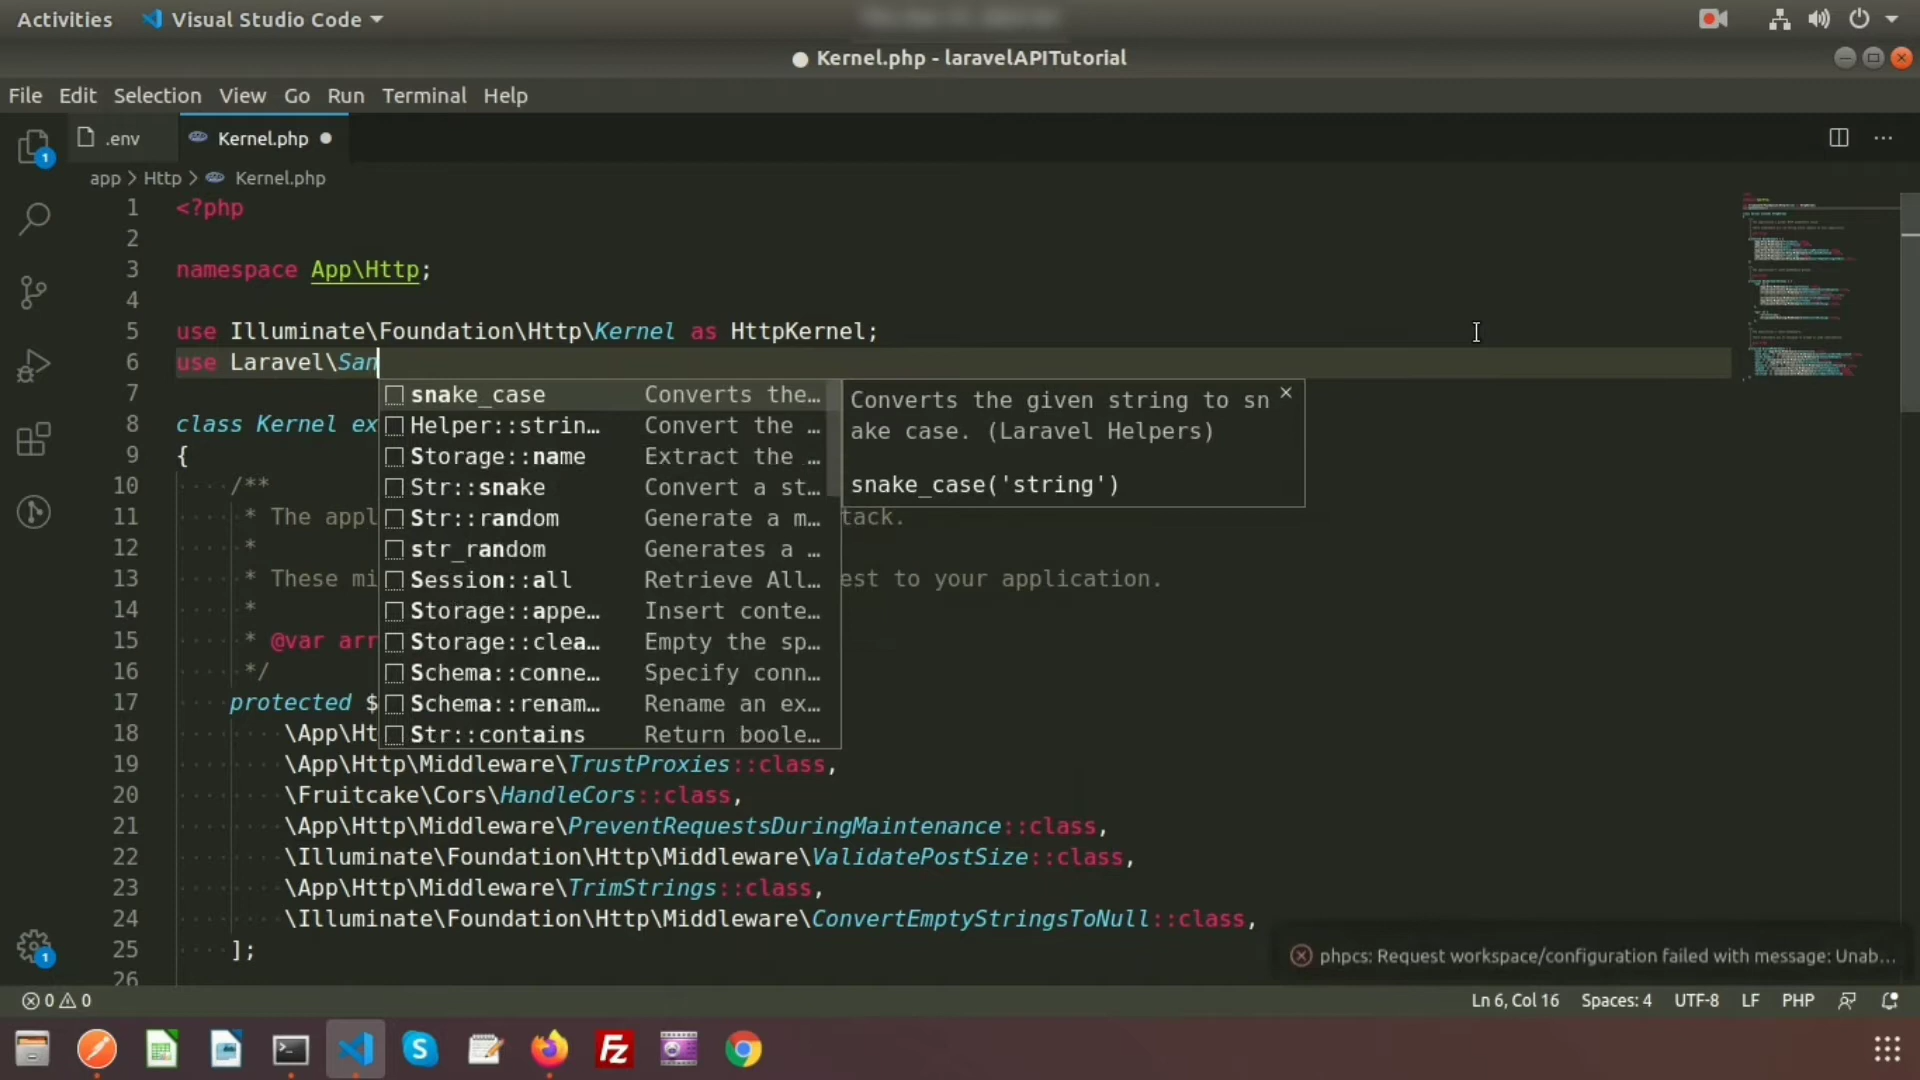 Activities
Visual Studio Code
Kernel.php - laravelAPITutorial
File Edit Selection View Go Run Terminal Help
1
.env
Kernel.php
app > Http > Kernel.php
1 <?php
2
3 namespace App\Http;
4
5 use Illuminate\Foundation\Http\Kernel as HttpKernel;
6 use Laravel\San
7
8 class Kernel ex
9 {
10 /**
11 * The appl tack.
12 *
13 * These mi est to your application.
14 *
15 * @var arr
16 */
17 protected $
18 \App\Ht
19 \App\Http\Middleware\TrustProxies::class,
20 \Fruitcake\Cors\HandleCors::class,
21 \App\Http\Middleware\PreventRequestsDuringMaintenance::class,
22 \Illuminate\Foundation\Http\Middleware\ValidatePostSize::class,
23 \App\Http\Middleware\TrimStrings::class,
24 \Illuminate\Foundation\Http\Middleware\ConvertEmptyStringsToNull::class,
25 ];
26
snake_case Converts the…
Helper::strin… Convert the …
Storage::name Extract the …
Str::snake Convert a st…
Str::random Generate a m…
str_random Generates a …
Session::all Retrieve All…
Storage::appe… Insert conte…
Storage::clea… Empty the sp…
Schema::conne… Specify conn…
Schema::renam… Rename an ex…
Str::contains Return boole…
Converts the given string to sn
ake case. (Laravel Helpers)
snake_case('string')
phpcs: Request workspace/configuration failed with message: Unab…
1
0 0
Ln 6, Col 16 Spaces: 4 UTF-8 LF PHP
S
Fz